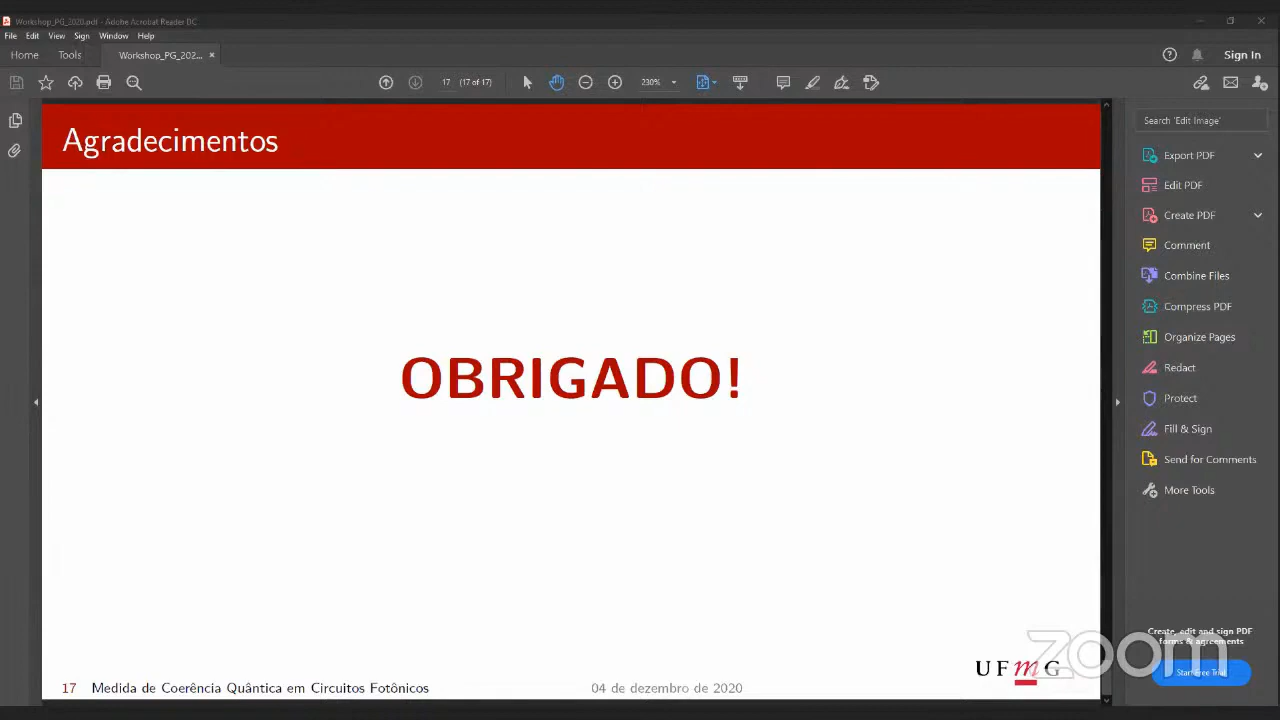 Workshop_PG_2020.pdf - Adobe Acrobat Reader DC
File Edit View Sign Window Help
Home Tools Workshop_PG_202... × Sign In
17 (17 of 17) 230%
Search 'Edit Image'
Agradecimentos
Export PDF
Edit PDF
Create PDF
Comment
Combine Files
Compress PDF
Organize Pages
Redact
Protect
Fill & Sign
Send for Comments
More Tools
OBRIGADO!
Create, edit and sign PDF
forms & agreements
Start Free Trial
zoom
UFmG
17 Medida de Coerência Quântica em Circuitos Fotônicos 04 de dezembro de 2020